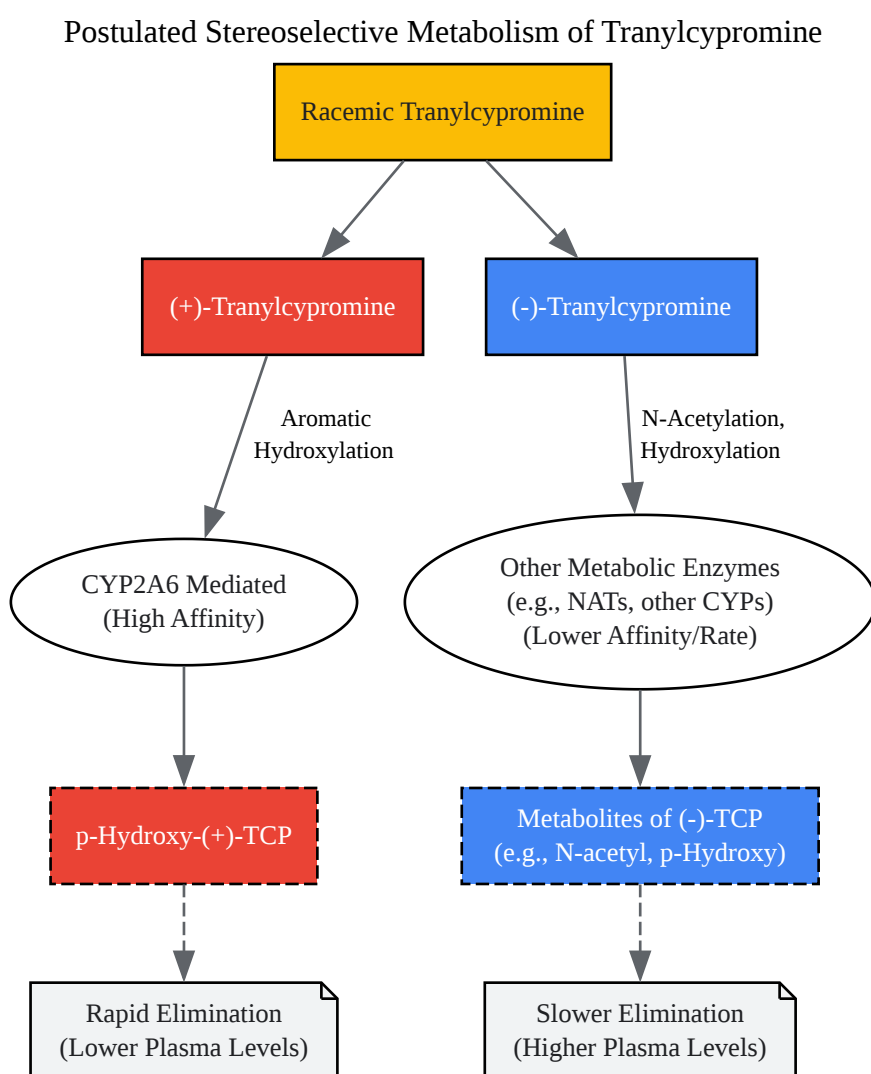 Postulated Stereoselective Metabolism of Tranylcypromine
Racemic Tranylcypromine
(+)-Tranylcypromine
(-)-Tranylcypromine
Aromatic
Hydroxylation
N-Acetylation,
Hydroxylation
CYP2A6 Mediated
(High Affinity)
Other Metabolic Enzymes
(e.g., NATs, other CYPs)
(Lower Affinity/Rate)
p-Hydroxy-(+)-TCP
Metabolites of (-)-TCP
(e.g., N-acetyl, p-Hydroxy)
Rapid Elimination
(Lower Plasma Levels)
Slower Elimination
(Higher Plasma Levels)